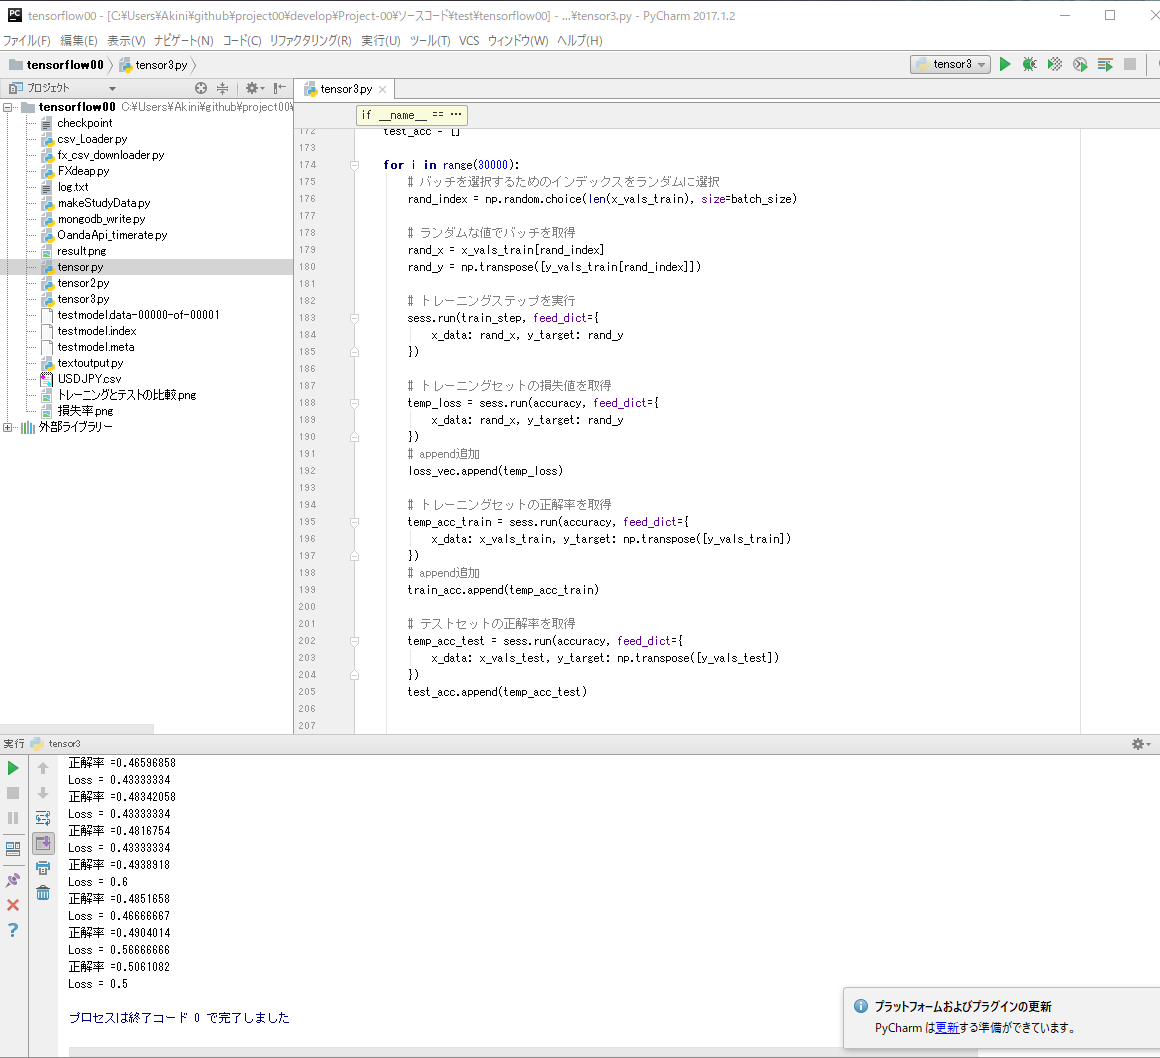 tensorflow00 - [C:¥Users¥Akini¥github¥project00¥develop¥Project-00¥ソースコード¥test¥tensorflow00] - ...¥tensor3.py - PyCharm 2017.1.2
ファイル(F) 編集(E) 表示(V) ナビゲート(N) コード(C) リファクタリング(R) 実行(U) ツール(T) VCS ウィンドウ(W) ヘルプ(H)
tensorflow00 tensor3.py tensor3
プロジェクト
tensorflow00 C:¥Users¥Akini¥github¥project00¥
checkpoint
csv_Loader.py
fx_csv_downloader.py
FXdeap.py
log.txt
makeStudyData.py
mongodb_write.py
OandaApi_timerate.py
result.png
tensor.py
tensor2.py
tensor3.py
testmodel.data-00000-of-00001
testmodel.index
testmodel.meta
textoutput.py
USDJPY.csv
トレーニングとテストの比較.png
損失率.png
外部ライブラリー
tensor3.py
if __name__ == ...
172 test_acc = []
173
174 for i in range(30000):
175 # バッチを選択するためのインデックスをランダムに選択
176 rand_index = np.random.choice(len(x_vals_train), size=batch_size)
177
178 # ランダムな値でバッチを取得
179 rand_x = x_vals_train[rand_index]
180 rand_y = np.transpose([y_vals_train[rand_index]])
181
182 # トレーニングステップを実行
183 sess.run(train_step, feed_dict={
184 x_data: rand_x, y_target: rand_y
185 })
186
187 # トレーニングセットの損失値を取得
188 temp_loss = sess.run(accuracy, feed_dict={
189 x_data: rand_x, y_target: rand_y
190 })
191 # append追加
192 loss_vec.append(temp_loss)
193
194 # トレーニングセットの正解率を取得
195 temp_acc_train = sess.run(accuracy, feed_dict={
196 x_data: x_vals_train, y_target: np.transpose([y_vals_train])
197 })
198 # append追加
199 train_acc.append(temp_acc_train)
200
201 # テストセットの正解率を取得
202 temp_acc_test = sess.run(accuracy, feed_dict={
203 x_data: x_vals_test, y_target: np.transpose([y_vals_test])
204 })
205 test_acc.append(temp_acc_test)
206
207
実行 tensor3
正解率 =0.46596858
Loss = 0.43333334
正解率 =0.48342058
Loss = 0.43333334
正解率 =0.4816754
Loss = 0.43333334
正解率 =0.4938918
Loss = 0.6
正解率 =0.4851658
Loss = 0.46666667
正解率 =0.4904014
Loss = 0.56666666
正解率 =0.5061082
Loss = 0.5
プロセスは終了コード 0 で完了しました
プラットフォームおよびプラグインの更新
PyCharm は更新する準備ができています。